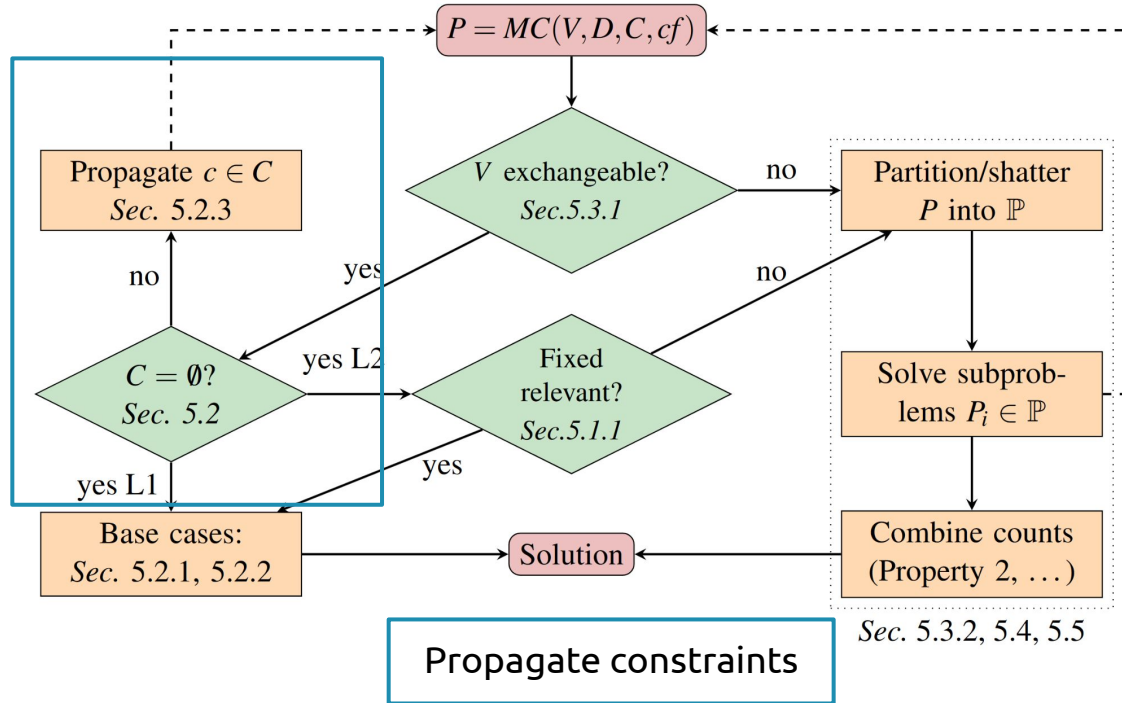 P = MC(V, D, C, cf)
Propagate c ∈ C
Sec. 5.2.3
V exchangeable?
Sec.5.3.1
no
Partition/shatter
P into ℙ
no
yes
no
C = ∅?
Sec. 5.2
yes L2
Fixed
relevant?
Sec.5.1.1
Solve subprob-
lems Pᵢ ∈ ℙ
yes L1
yes
Base cases:
Sec. 5.2.1, 5.2.2
Solution
Combine counts
(Property 2, …)
Sec. 5.3.2, 5.4, 5.5
Propagate constraints